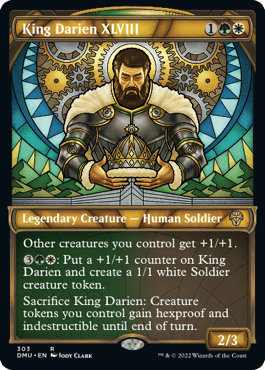 King Darien XLVIII 1
Legendary Creature — Human Soldier
Other creatures you control get +1/+1.
3: Put a +1/+1 counter on King
Darien and create a 1/1 white Soldier
creature token.
Sacrifice King Darien: Creature
tokens you control gain hexproof and
indestructible until end of turn.
2/3
303 R
DMU • EN JODY CLARK
™ & © 2022 Wizards of the Coast